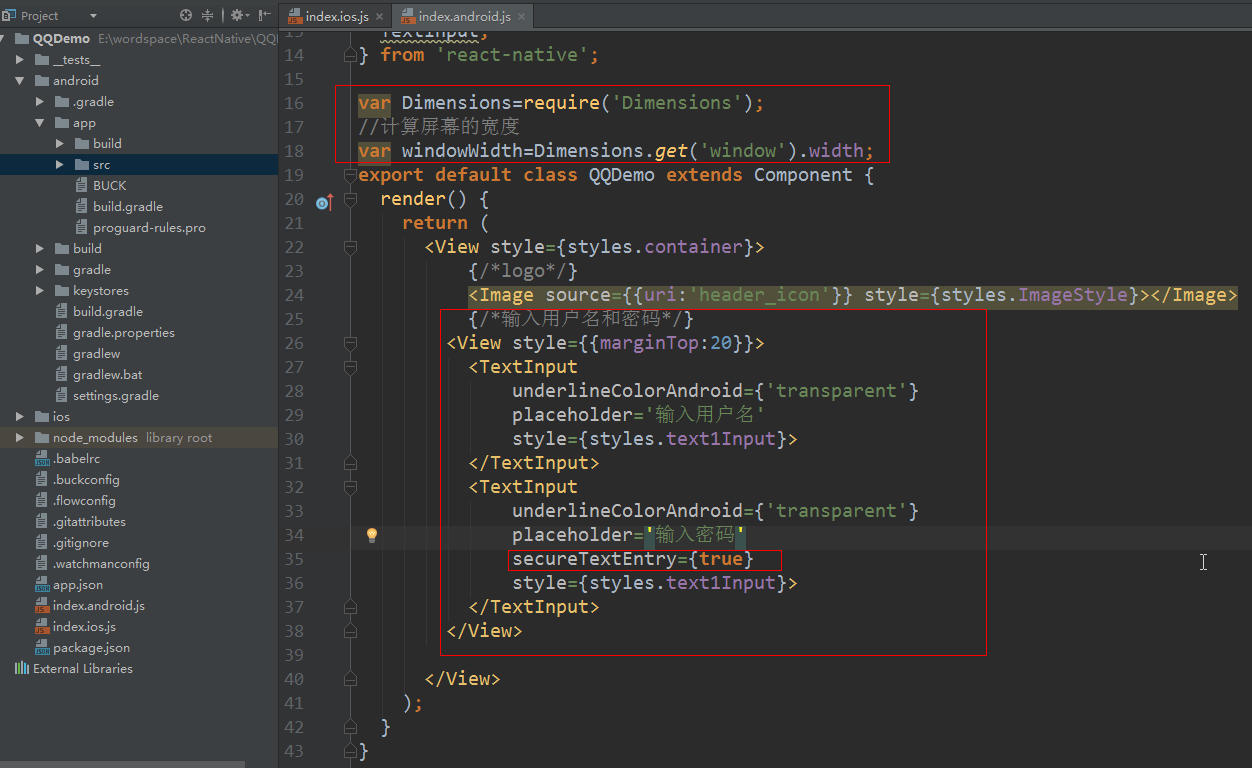 Project
index.ios.js
index.android.js
QQDemo E:\wordspace\ReactNative\QQ
__tests__
android
.gradle
app
build
src
BUCK
build.gradle
proguard-rules.pro
build
gradle
keystores
build.gradle
gradle.properties
gradlew
gradlew.bat
settings.gradle
ios
node_modules library root
.babelrc
.buckconfig
.flowconfig
.gitattributes
.gitignore
.watchmanconfig
app.json
index.android.js
index.ios.js
package.json
External Libraries
13 TextInput,
14 } from 'react-native';
15
16 var Dimensions=require('Dimensions');
17 //计算屏幕的宽度
18 var windowWidth=Dimensions.get('window').width;
19 export default class QQDemo extends Component {
20 render() {
21 return (
22 <View style={styles.container}>
23 {/*logo*/}
24 <Image source={{uri:'header_icon'}} style={styles.ImageStyle}></Image>
25 {/*输入用户名和密码*/}
26 <View style={{marginTop:20}}>
27 <TextInput
28 underlineColorAndroid={'transparent'}
29 placeholder='输入用户名'
30 style={styles.text1Input}>
31 </TextInput>
32 <TextInput
33 underlineColorAndroid={'transparent'}
34 placeholder='输入密码'
35 secureTextEntry={true}
36 style={styles.text1Input}>
37 </TextInput>
38 </View>
39
40 </View>
41 );
42 }
43 }